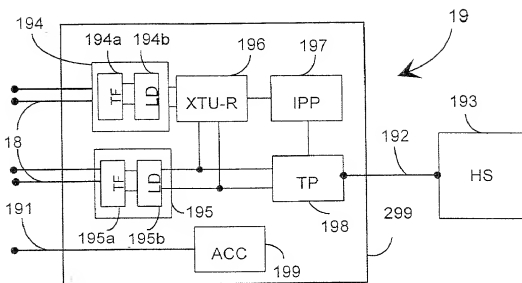 194
194a 194b
196
197
19
193
TF
LD
XTU-R
IPP
18
192
HS
TF
LD
TP
191
195
198
195a
195b
ACC
199
299